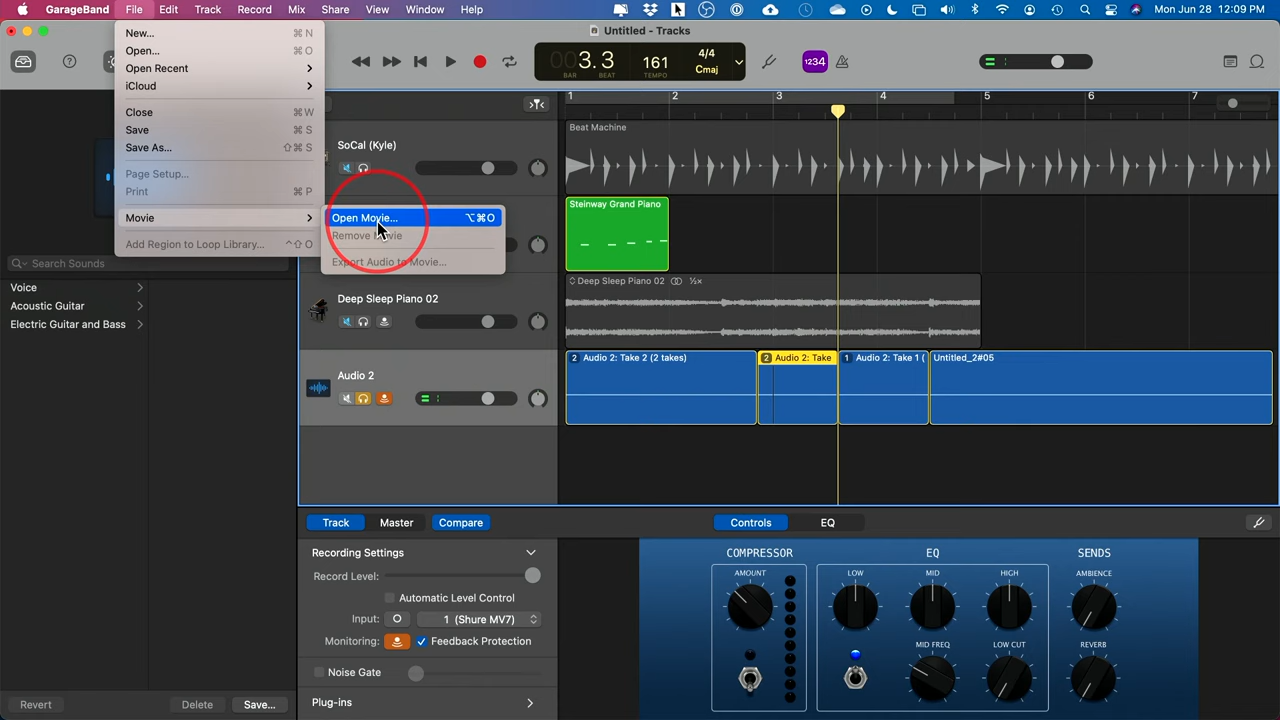 GarageBand File Edit Track Record Mix Share View Window Help Mon Jun 28 12:09 PM
Untitled - Tracks
New... ⌘ N
Open... ⌘ O
Open Recent
iCloud
Close ⌘ W
Save ⌘ S
Save As... ⇧⌘ S
Page Setup...
Print ⌘ P
Movie
Add Region to Loop Library... ^⇧ O
Open Movie... ⌥⌘O
Remove Movie
Export Audio to Movie...
3.3 161 4/4 Cmaj
BAR BEAT TEMPO
1234
1 2 3 4 5 6 7
SoCal (Kyle)
Beat Machine
Steinway Grand Piano
Search Sounds
Voice
Acoustic Guitar
Electric Guitar and Bass
Deep Sleep Piano 02
Deep Sleep Piano 02 ½×
Audio 2
2 Audio 2: Take 2 (2 takes)
2 Audio 2: Take
1 Audio 2: Take 1 (
Untitled_2#05
Track Master Compare Controls EQ
Recording Settings
Record Level:
Automatic Level Control
Input: 1 (Shure MV7)
Monitoring: Feedback Protection
Noise Gate
Plug-ins
COMPRESSOR EQ SENDS
AMOUNT LOW MID HIGH AMBIENCE
MID FREQ LOW CUT REVERB
Revert Delete Save...